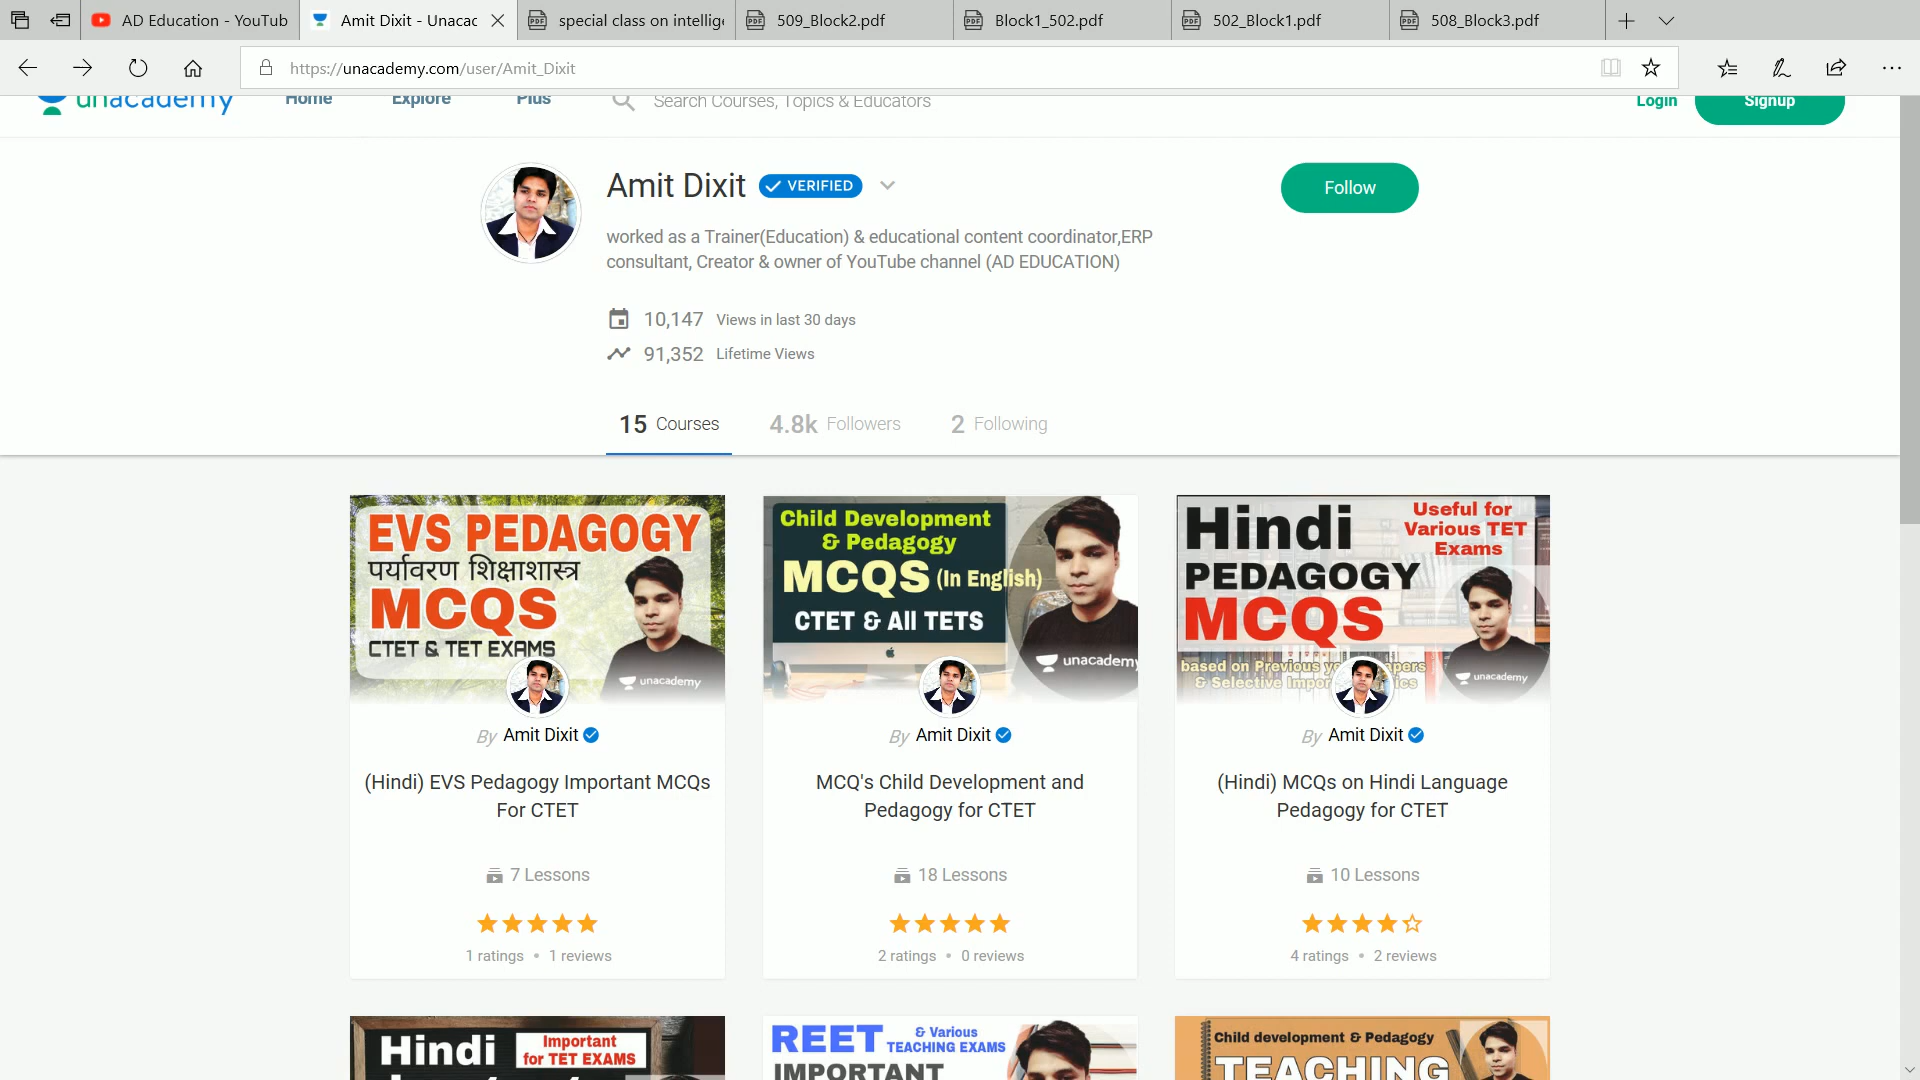 AD Education - YouTub
Amit Dixit - Unacac
special class on intellige
509_Block2.pdf
Block1_502.pdf
502_Block1.pdf
508_Block3.pdf
https://unacademy.com/user/Amit_Dixit
unacademy
Home
Explore
Plus
Search Courses, Topics & Educators
Login
Signup
Amit Dixit
VERIFIED
Follow
worked as a Trainer(Education) & educational content coordinator,ERP
consultant, Creator & owner of YouTube channel (AD EDUCATION)
10,147 Views in last 30 days
91,352 Lifetime Views
15 Courses
4.8k Followers
2 Following
EVS PEDAGOGY
पर्यावरण शिक्षाशास्त्र
MCQS
CTET & TET EXAMS
unacademy
By Amit Dixit
(Hindi) EVS Pedagogy Important MCQs
For CTET
7 Lessons
1 ratings • 1 reviews
Child Development
& Pedagogy
MCQS (In English)
CTET & All TETS
unacademy
By Amit Dixit
MCQ's Child Development and
Pedagogy for CTET
18 Lessons
2 ratings • 0 reviews
Hindi
Useful for
Various TET
Exams
PEDAGOGY
MCQS
based on Previous
& Selective
unacademy
By Amit Dixit
(Hindi) MCQs on Hindi Language
Pedagogy for CTET
10 Lessons
4 ratings • 2 reviews
Hindi
Important
for TET EXAMS
REET
& Various
TEACHING EXAMS
IMPORTANT
Child development & Pedagogy
TEACHING